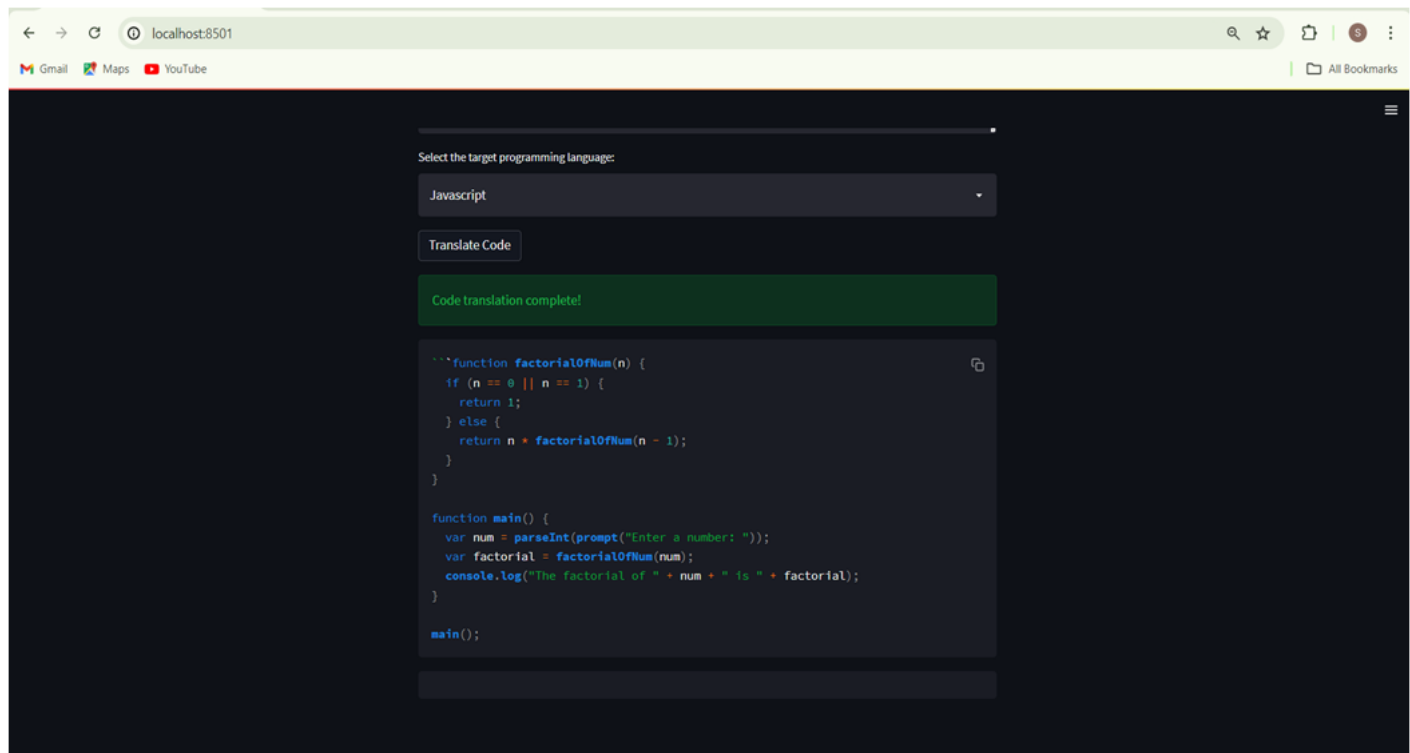 localhost:8501
S
Gmail Maps YouTube
All Bookmarks
Select the target programming language:
Javascript
Translate Code
Code translation complete!
```function factorialOfNum(n) {
  if (n == 0 || n == 1) {
    return 1;
  } else {
    return n * factorialOfNum(n - 1);
  }
}
function main() {
  var num = parseInt(prompt("Enter a number: "));
  var factorial = factorialOfNum(num);
  console.log("The factorial of " + num + " is " + factorial);
}
main();